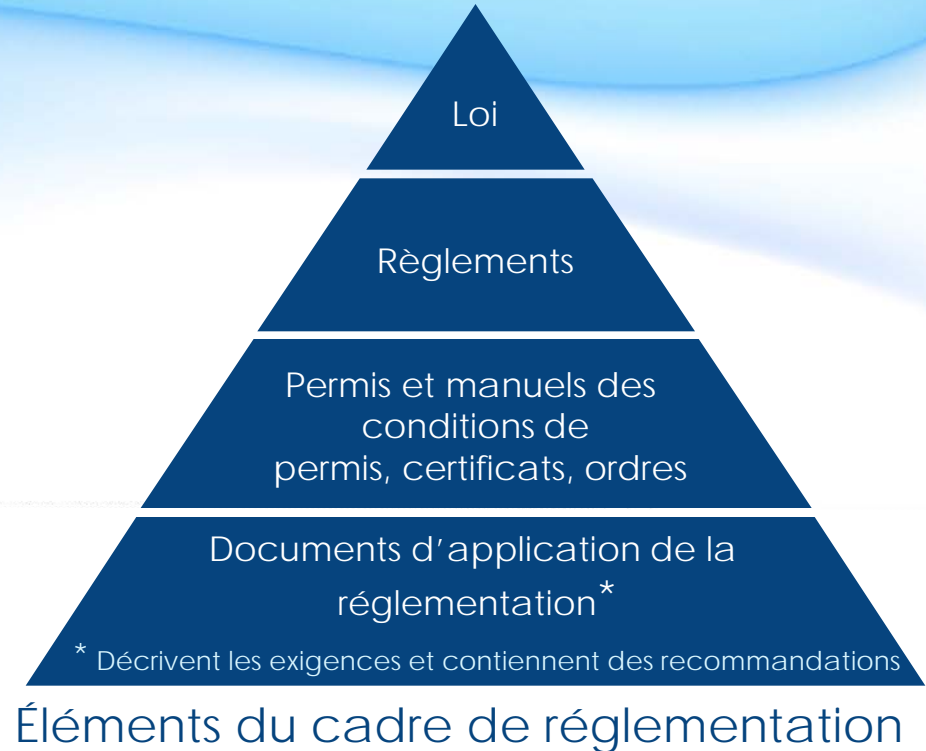 Loi
Règlements
Permis et manuels des
conditions de
permis, certificats, ordres
Documents d’application de la
réglementation*
* Décrivent les exigences et contiennent des recommandations
Éléments du cadre de réglementation